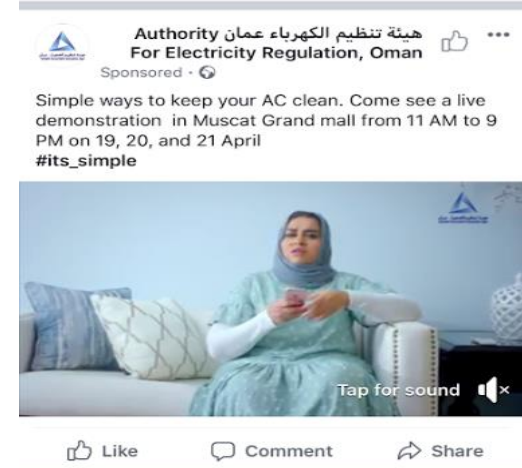 هيئة تنظيم الكهرباء عمان Authority
For Electricity Regulation, Oman
Sponsored ·
Simple ways to keep your AC clean. Come see a live
demonstration in Muscat Grand mall from 11 AM to 9
PM on 19, 20, and 21 April
#its_simple
Tap for sound
Like
Comment
Share